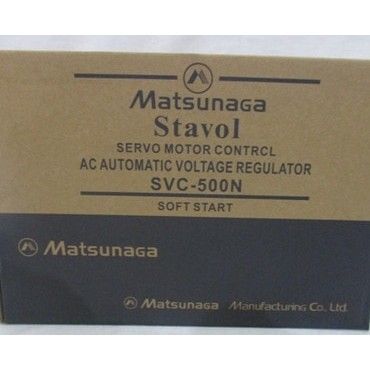 Matsunaga
Stavol
SERVO MOTOR CONTRCL
AC AUTOMATIC VOLTAGE REGULATOR
SVC-500N
SOFT START
Matsunaga
Matsunaga Manufacturing Co., Ltd.